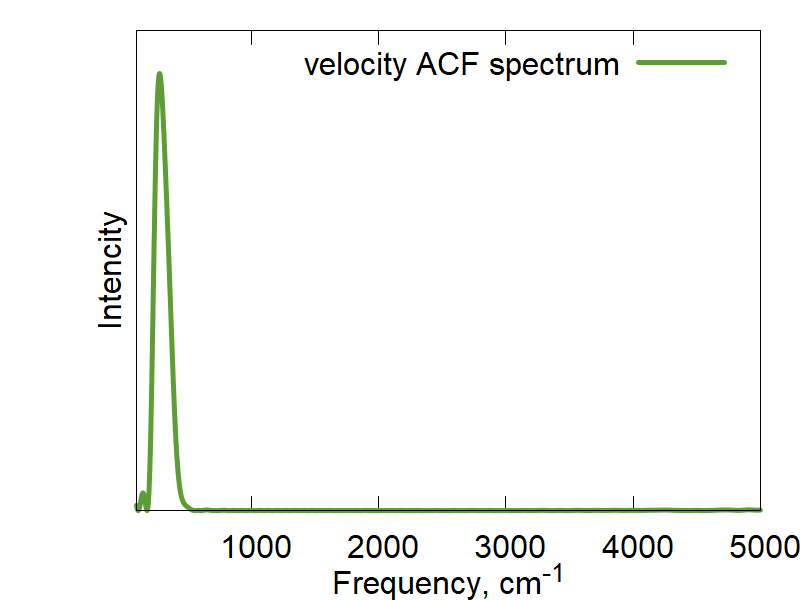 velocity ACF spectrum
Intencity
1000 2000 3000 4000 5000
Frequency, cm-1